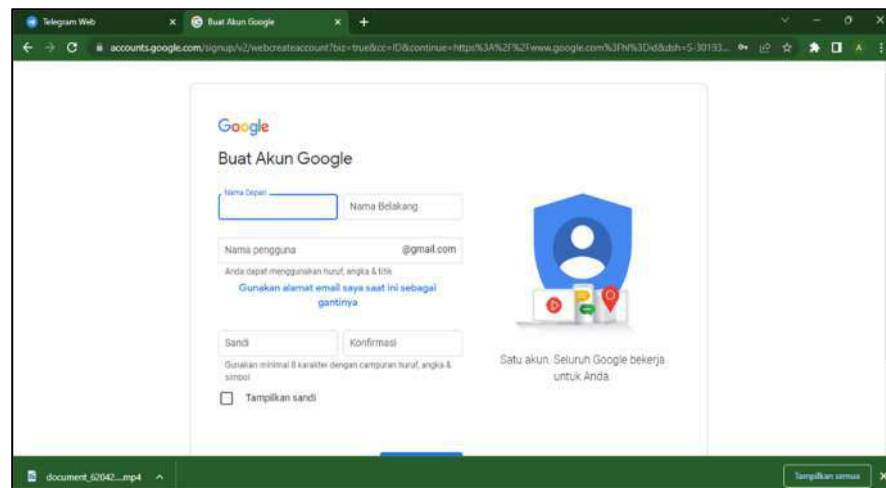 Telegram Web
Buat Akun Google
accounts.google.com/signup/v2/webcreateaccount?biz=true&cc=ID&continue=https%3A%2F%2Fwww.google.com%3Fhl%3Did&dsh=S-30193...
Google
Buat Akun Google
Nama Depan
Nama Belakang
Nama pengguna @gmail.com
Anda dapat menggunakan huruf, angka & titik
Gunakan alamat email saya saat ini sebagai
gantinya
Sandi
Konfirmasi
Gunakan minimal 8 karakter dengan campuran huruf, angka &
simbol
Tampilkan sandi
Satu akun. Seluruh Google bekerja
untuk Anda.
document_62042....mp4
Tampilkan semua